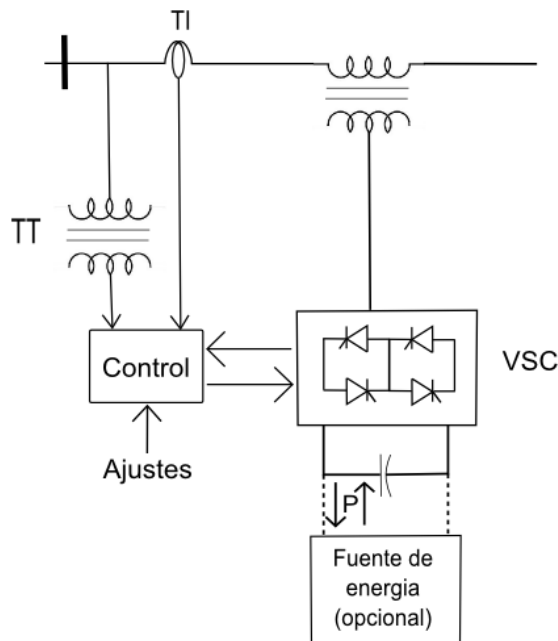 TI
TT
Control
VSC
Ajustes
P
Fuente de
energia
(opcional)